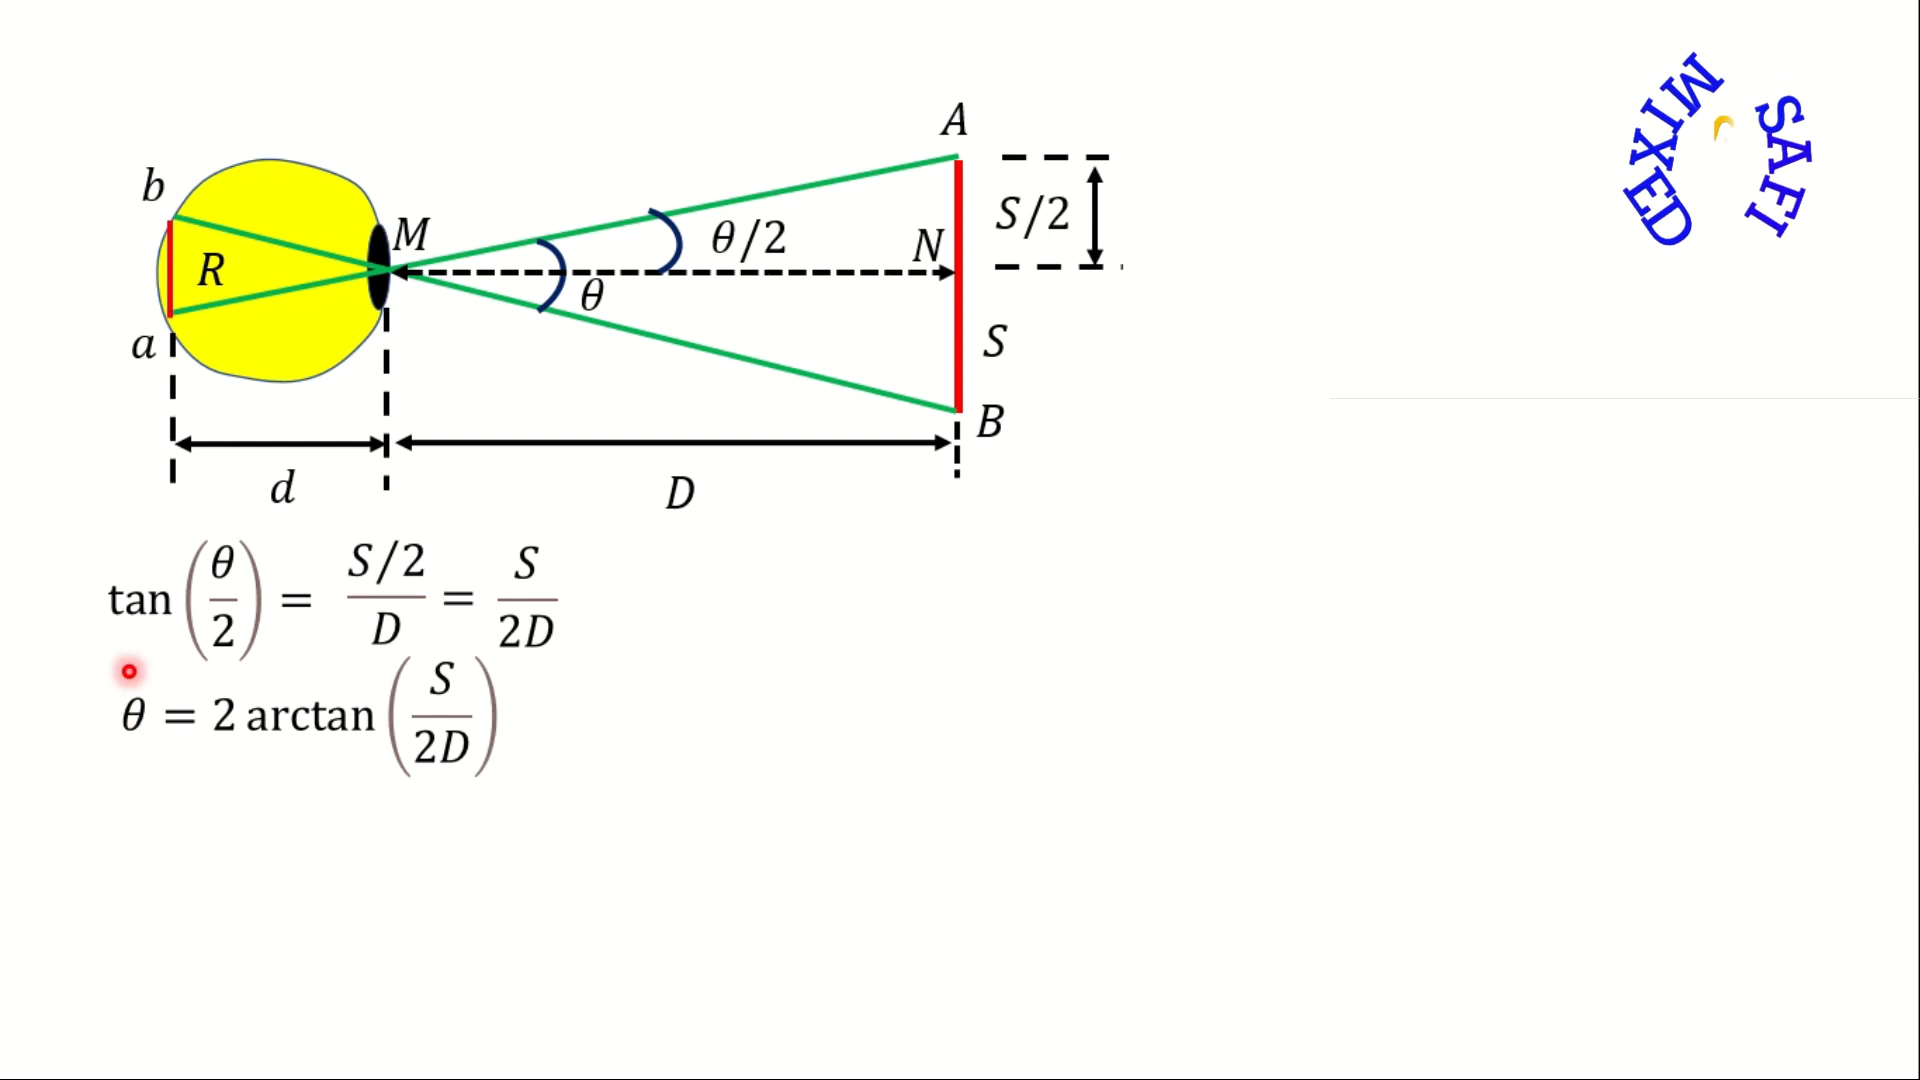 A
b
M
θ/2
N
S/2
R
θ
a
S
B
d
D
tan(θ/2) = (S/2)/D = S/2D
θ = 2 arctan(S/2D)
MIXED SAFI